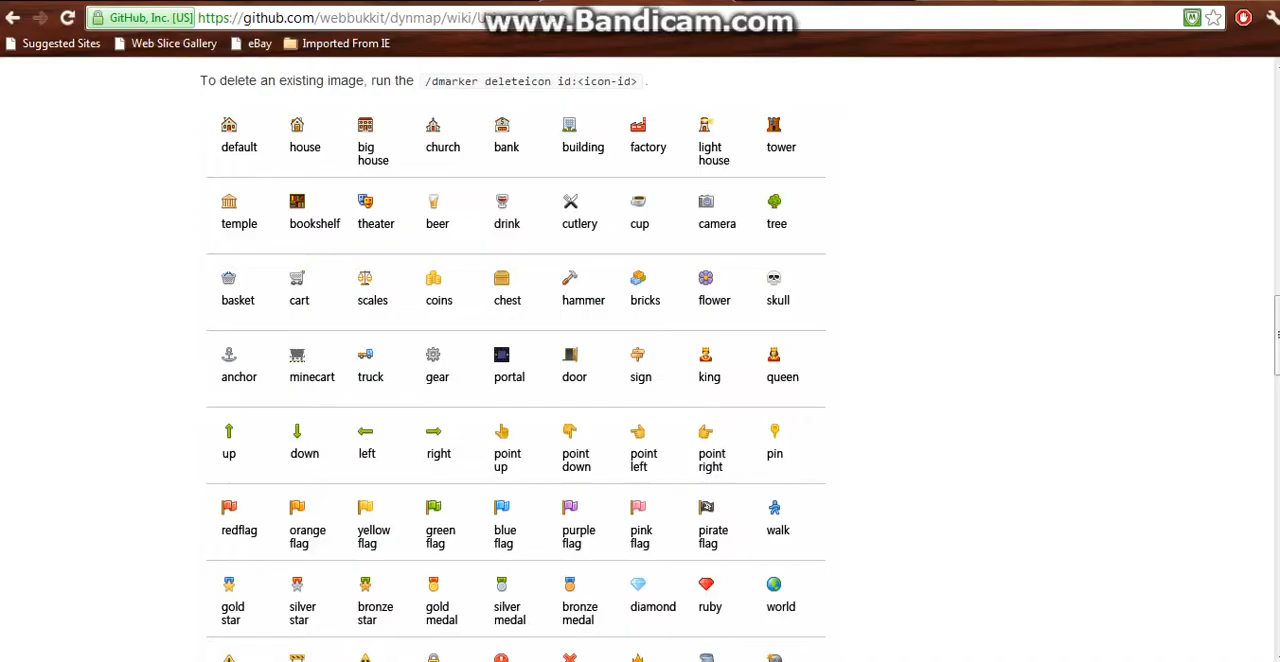 GitHub, Inc. [US] https://github.com/webbukkit/dynmap/wiki/U
www.Bandicam.com
Suggested Sites Web Slice Gallery eBay Imported From IE
To delete an existing image, run the /dmarker deleteicon id:<icon-id> .
default house big house church bank building factory light house tower
temple bookshelf theater beer drink cutlery cup camera tree
basket cart scales coins chest hammer bricks flower skull
anchor minecart truck gear portal door sign king queen
up down left right point up point down point left point right pin
redflag orange flag yellow flag green flag blue flag purple flag pink flag pirate flag walk
gold star silver star bronze star gold medal silver medal bronze medal diamond ruby world